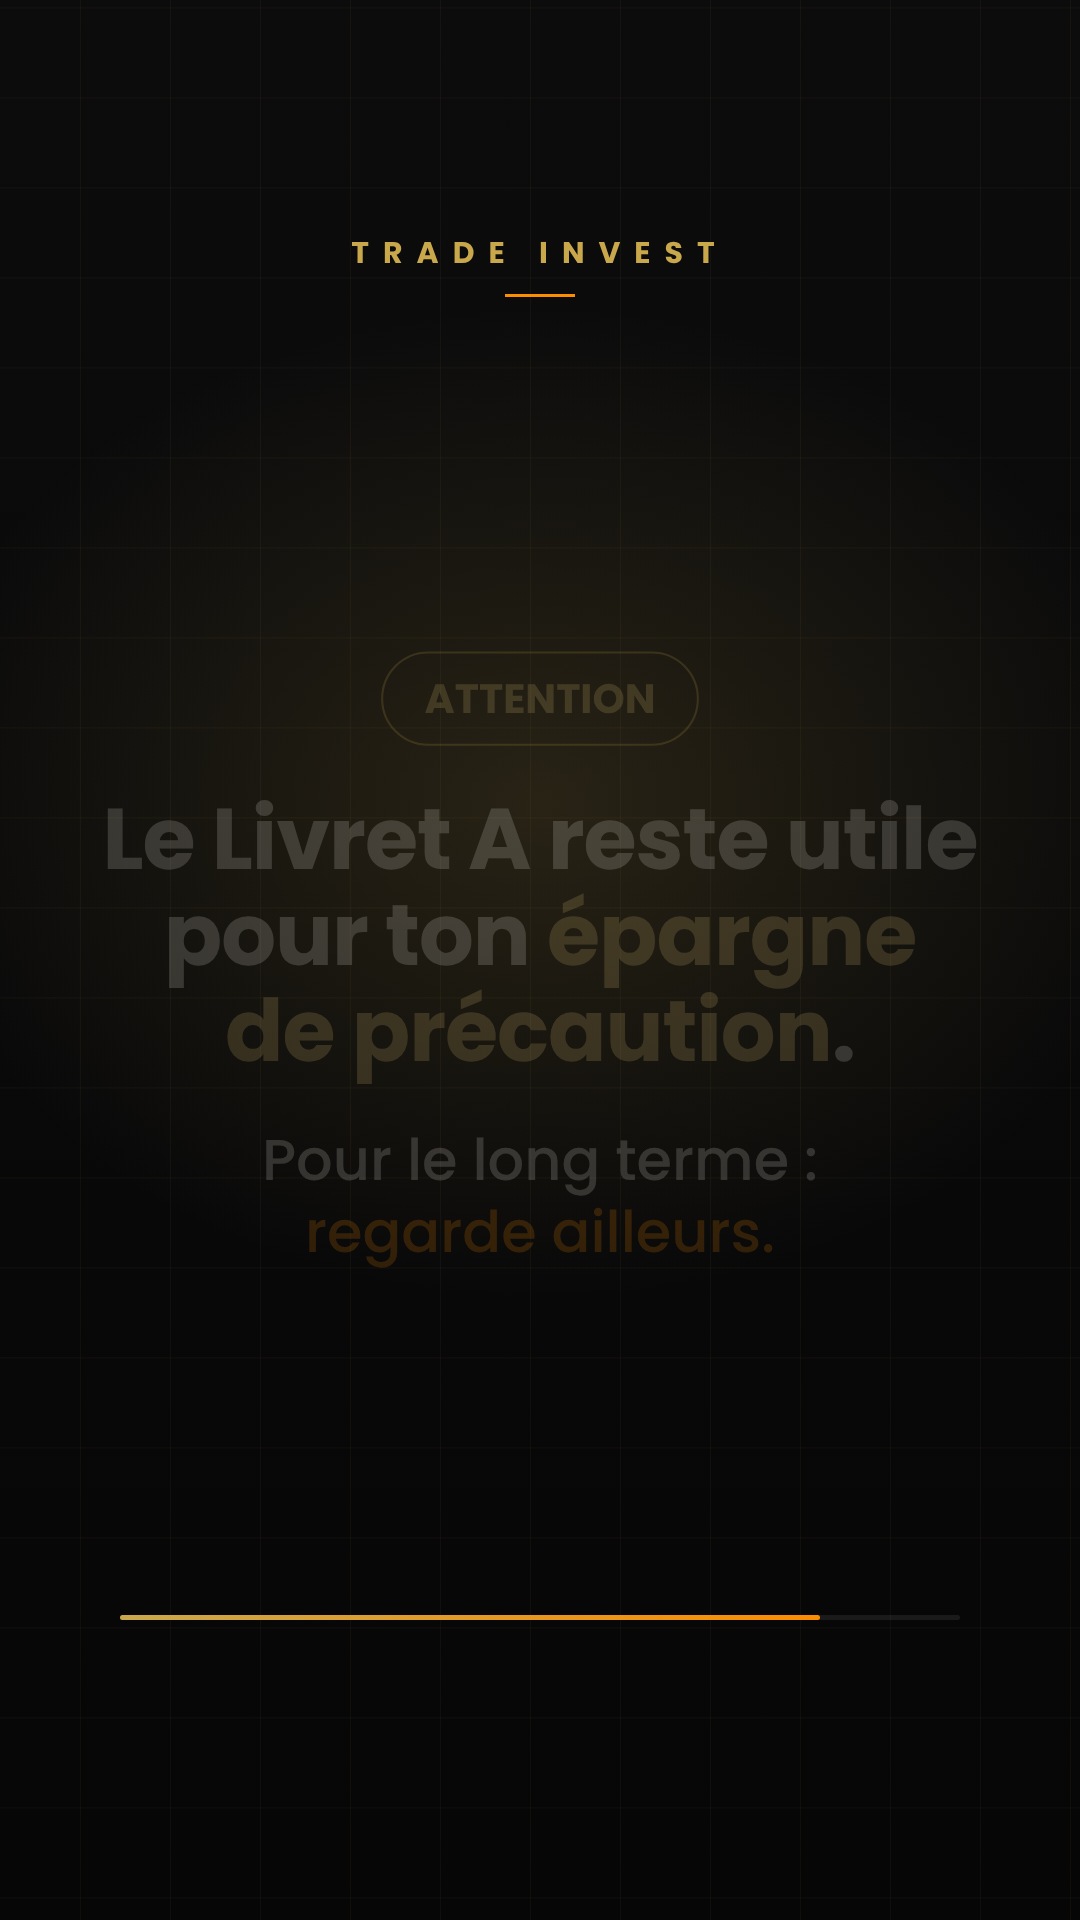 TRADE INVEST
ATTENTION
Le Livret A reste utile
pour ton épargne
de précaution.
Pour le long terme :
regarde ailleurs.